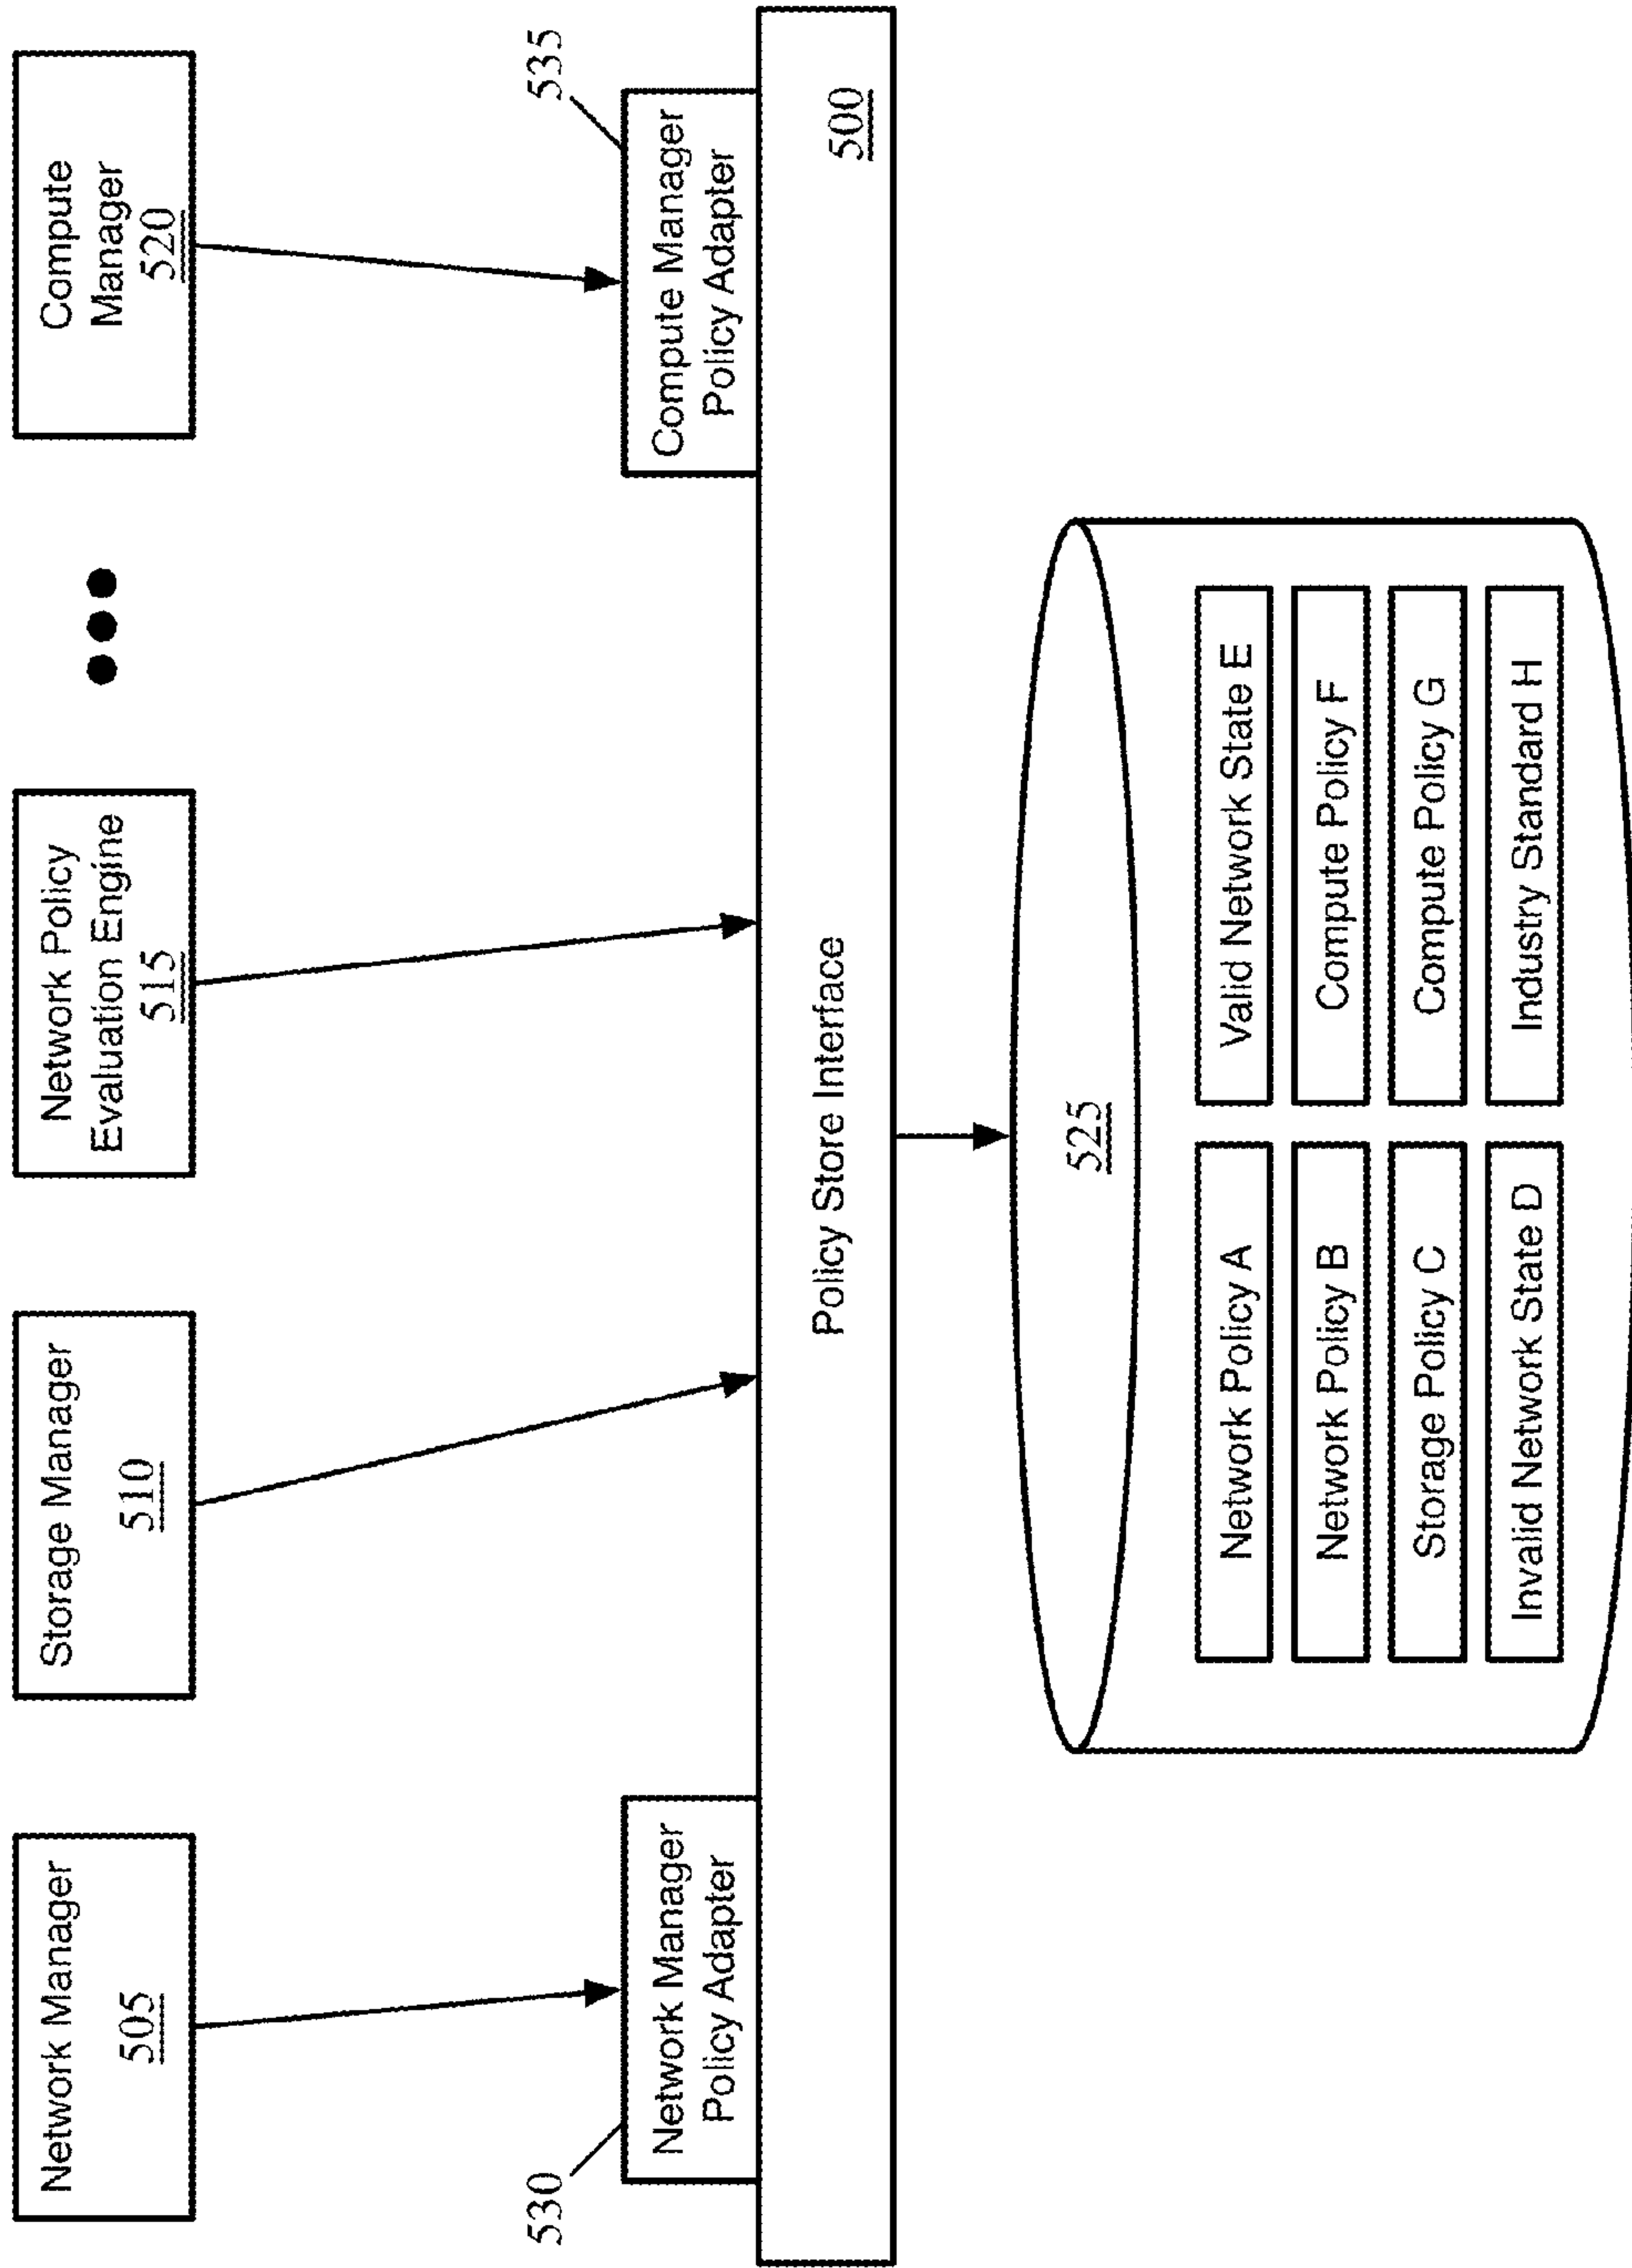 Network Manager
505
Storage Manager
510
Network Policy
Evaluation Engine
515
Compute
Manager
520
530
Network Manager
Policy Adapter
Compute Manager
Policy Adapter
535
Policy Store Interface
500
525
Network Policy A
Network Policy B
Storage Policy C
Invalid Network State D
Valid Network State E
Compute Policy F
Compute Policy G
Industry Standard H